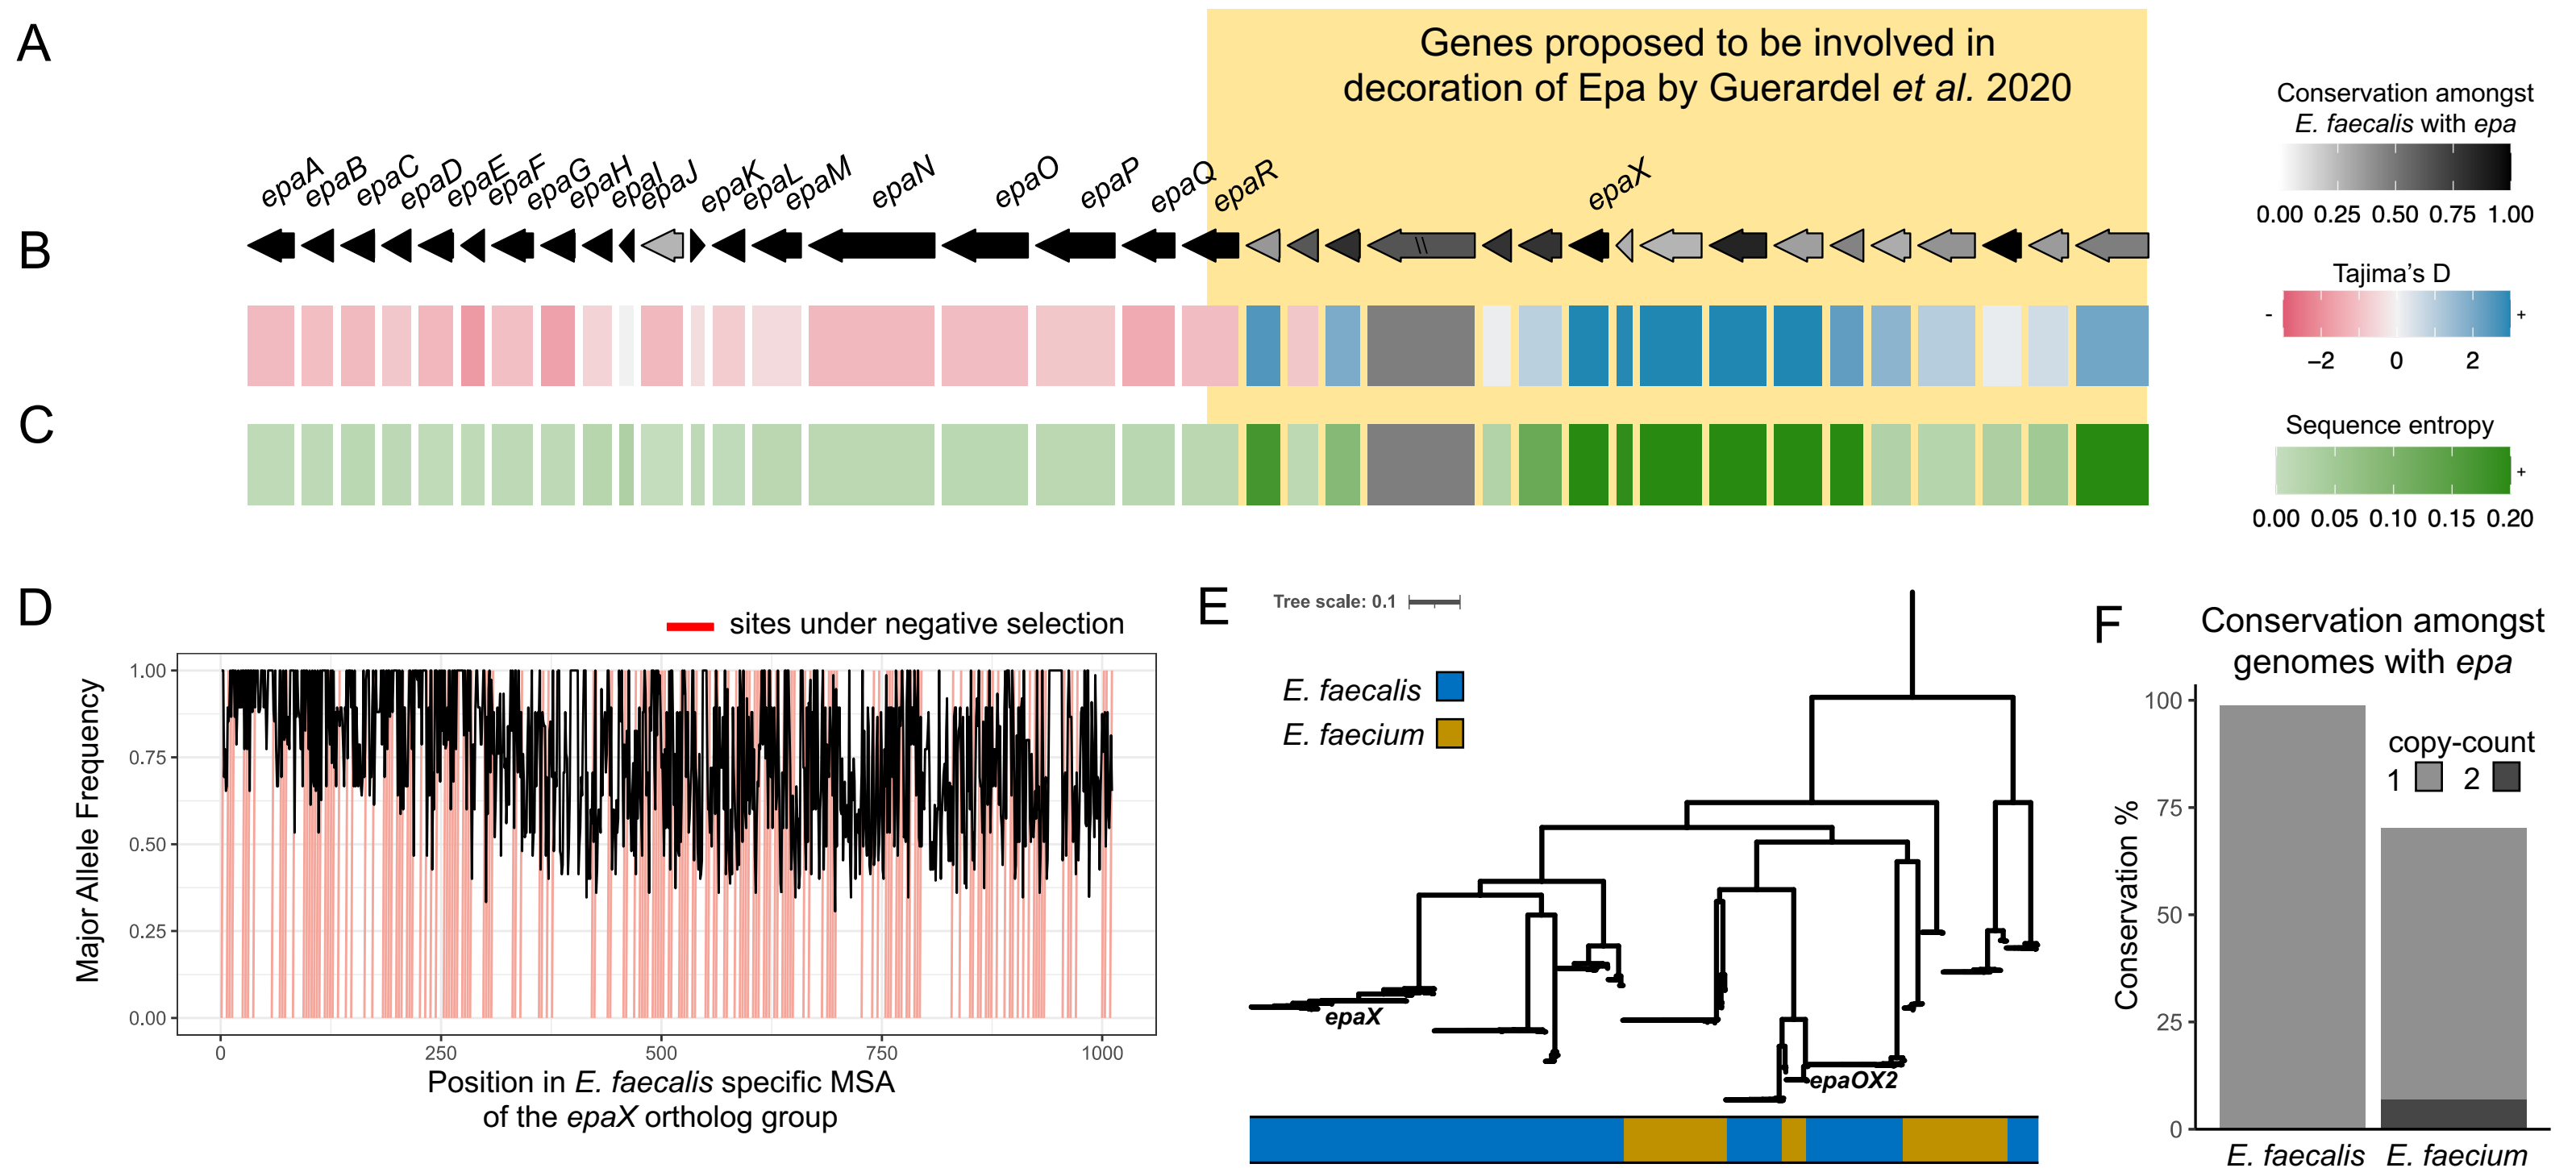 A
Genes proposed to be involved in
decoration of Epa by Guerardel et al. 2020
Conservation amongst
E. faecalis with epa
0.00 0.25 0.50 0.75 1.00
epaA epaB epaC epaD epaE epaF epaG epaH epaI epaJ epaK epaL epaM epaN epaO epaP epaQ epaR epaX
B
Tajima's D
- +
−2 0 2
C
Sequence entropy
+
0.00 0.05 0.10 0.15 0.20
D
sites under negative selection
Major Allele Frequency
1.00
0.75
0.50
0.25
0.00
0 250 500 750 1000
Position in E. faecalis specific MSA
of the epaX ortholog group
E
Tree scale: 0.1
E. faecalis
E. faecium
epaX
epaOX2
F
Conservation amongst
genomes with epa
copy-count
1 2
Conservation %
100
75
50
25
0
E. faecalis E. faecium